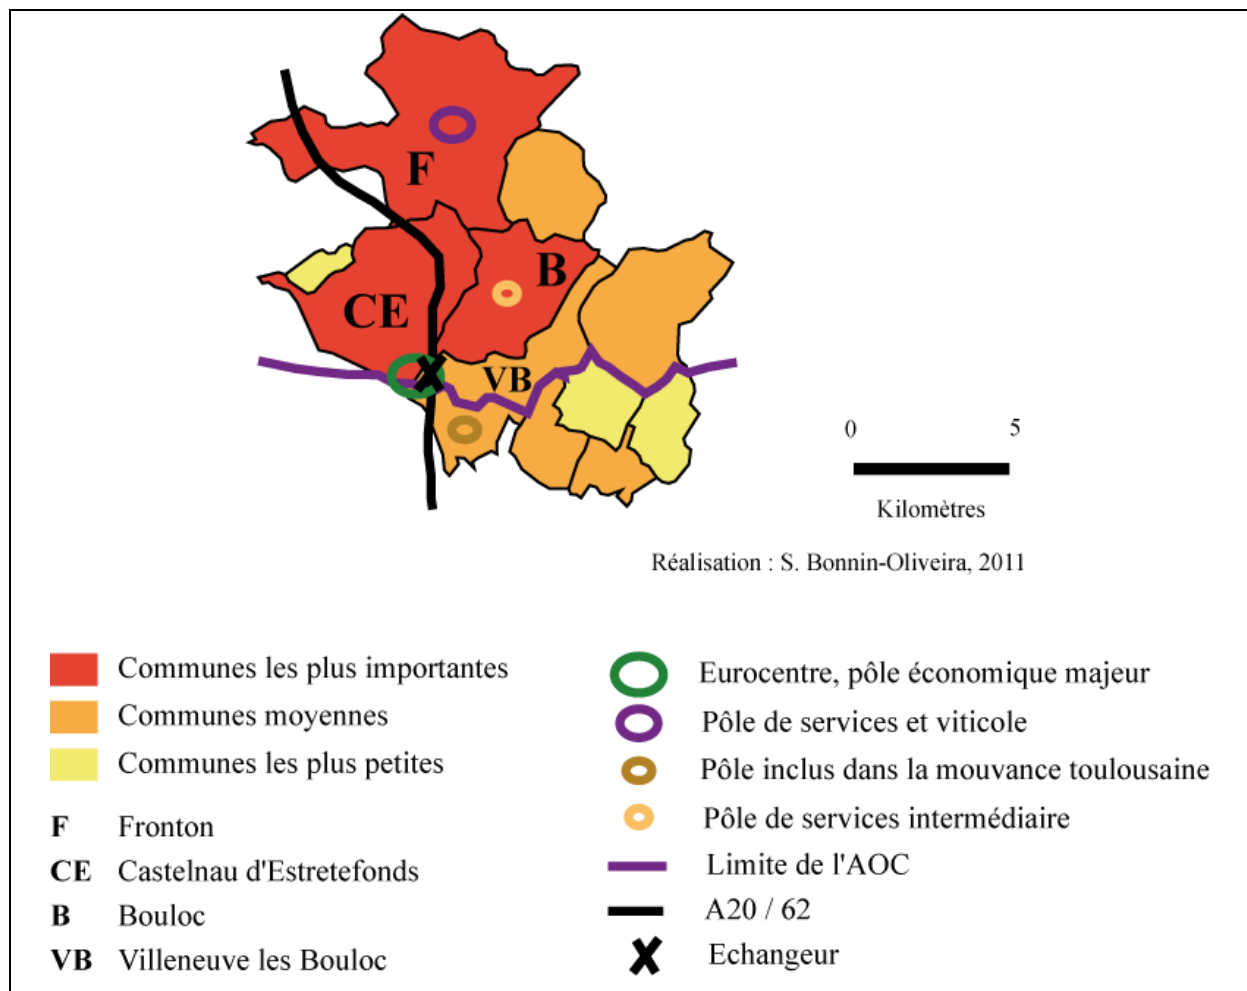 F
B
CE
VB
0 5
Kilomètres
Réalisation : S. Bonnin-Oliveira, 2011
Communes les plus importantes
Communes moyennes
Communes les plus petites
F Fronton
CE Castelnau d'Estretefonds
B Bouloc
VB Villeneuve les Bouloc
Eurocentre, pôle économique majeur
Pôle de services et viticole
Pôle inclus dans la mouvance toulousaine
Pôle de services intermédiaire
Limite de l'AOC
A20 / 62
Echangeur